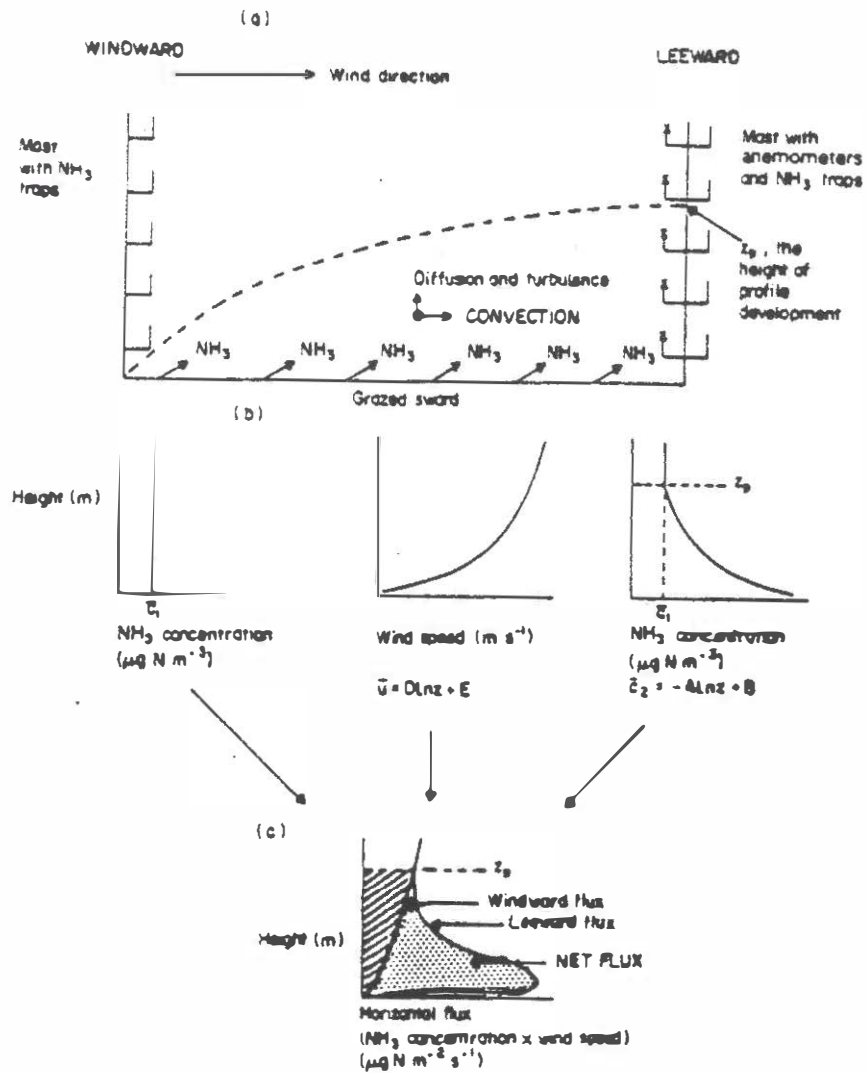 (a)
WINDWARD
LEEWARD
Wind direction
Mast
with NH₃
traps
Mast with
anemometers
and NH₃ traps
zₚ, the
height of
profile
development
Diffusion and turbulence
CONVECTION
NH₃ NH₃ NH₃ NH₃ NH₃ NH₃
Grazed sward
(b)
Height (m)
zₚ
c̄₁
c̄₁
NH₃ concentration
(μg N m⁻³)
Wind speed (m s⁻¹)
ū = Dlnz + E
NH₃ concentration
(μg N m⁻³)
c̄₂ = -Alnz + B
(c)
zₚ
Windward flux
Leeward flux
Height (m)
NET FLUX
Horizontal flux
(NH₃ concentration x wind speed)
(μg N m⁻² s⁻¹)